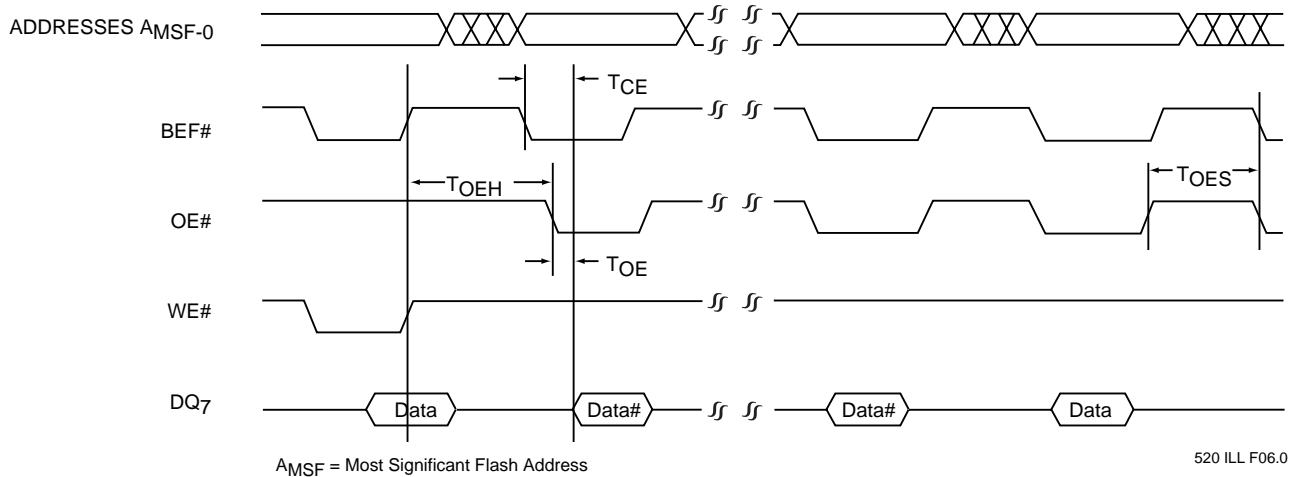 ADDRESSES AMSF-0
TCE
BEF#
TOEH
TOES
OE#
TOE
WE#
DQ7
Data
Data#
Data#
Data
AMSF = Most Significant Flash Address
520 ILL F06.0